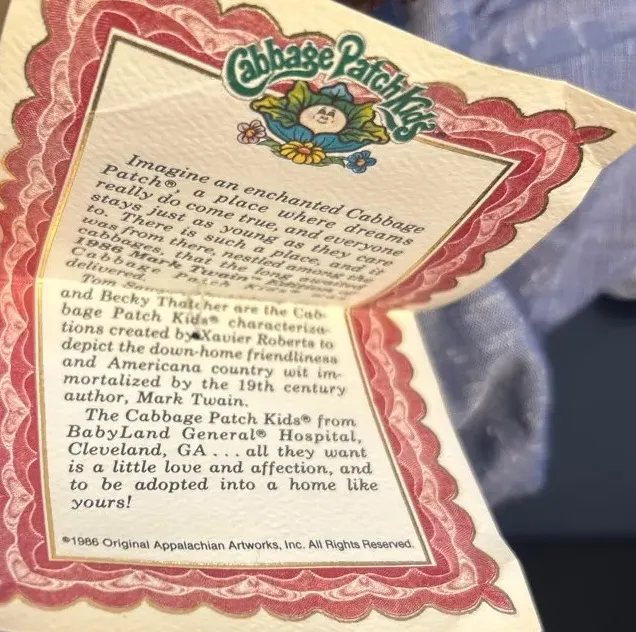 Cabbage Patch Kids
Imagine an enchanted Cabbage
Patch®, a place where dreams
really do come true, and everyone
stays just as young as they care
to. There is such a place, and it
was from there, nestled among the
cabbages, that the long awaited
1986 Mark Twain Edition of
Cabbage Patch Kids
delivered.
Tom
and Becky Thatcher are the Cab-
bage Patch Kids® characteriza-
tions created by Xavier Roberts to
depict the down-home friendliness
and Americana country wit im-
mortalized by the 19th century
author, Mark Twain.
The Cabbage Patch Kids® from
BabyLand General® Hospital,
Cleveland, GA . . . all they want
is a little love and affection, and
to be adopted into a home like
yours!
©1986 Original Appalachian Artworks, Inc. All Rights Reserved.